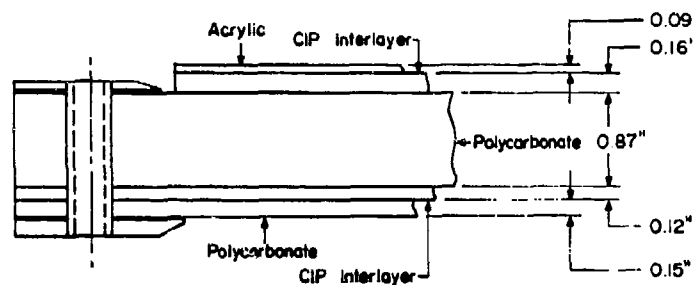 Acrylic
CIP Interlayer
0.09
0.16'
Polycarbonate
0.87"
Polycarbonate
CIP Interlayer
0.12"
0.15"